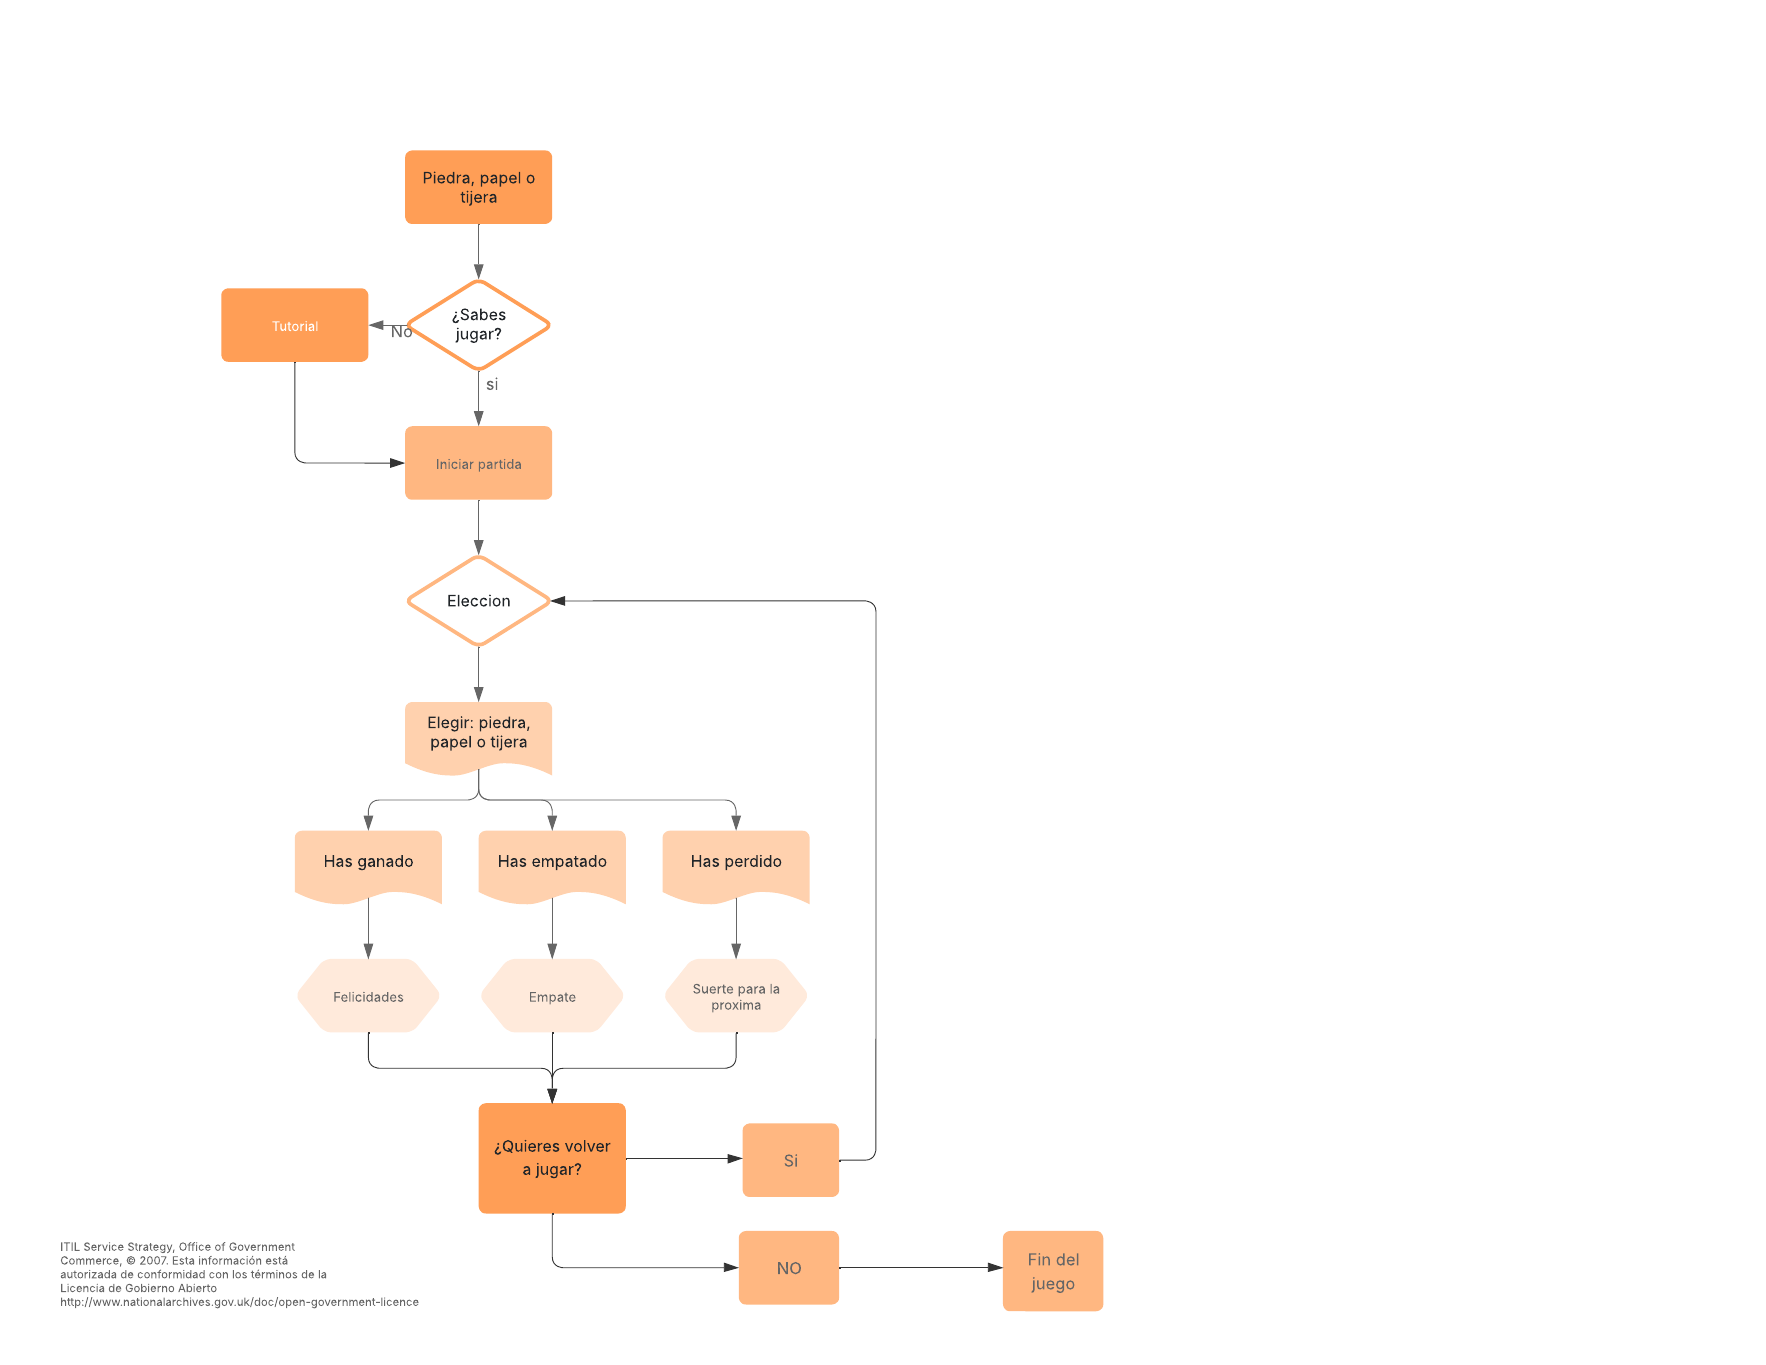 Piedra, papel o
tijera
¿Sabes
jugar?
Tutorial
No
si
Iniciar partida
Eleccion
Elegir: piedra,
papel o tijera
Has ganado
Has empatado
Has perdido
Felicidades
Empate
Suerte para la
proxima
¿Quieres volver
a jugar?
Si
NO
Fin del
juego
ITIL Service Strategy, Office of Government
Commerce, © 2007. Esta información está
autorizada de conformidad con los términos de la
Licencia de Gobierno Abierto
http://www.nationalarchives.gov.uk/doc/open-government-licence